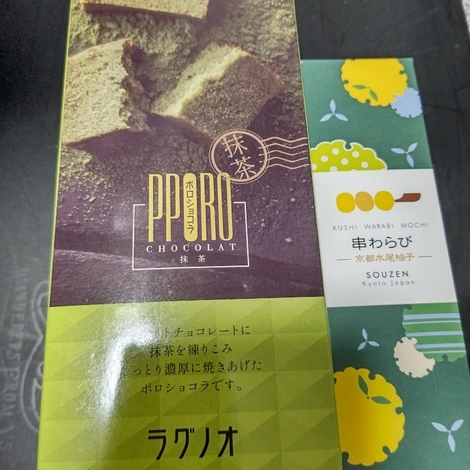 抹茶
PPORO
ポロショコラ
CHOCOLAT
抹茶
トチョコレートに
抹茶を練りこみ
っとり濃厚に焼きあげた
ポロショコラです。
ラグノオ
KUSHI WARABI MOCHI
串わらび
京都水尾柚子
SOUZEN
Kyoto Japan